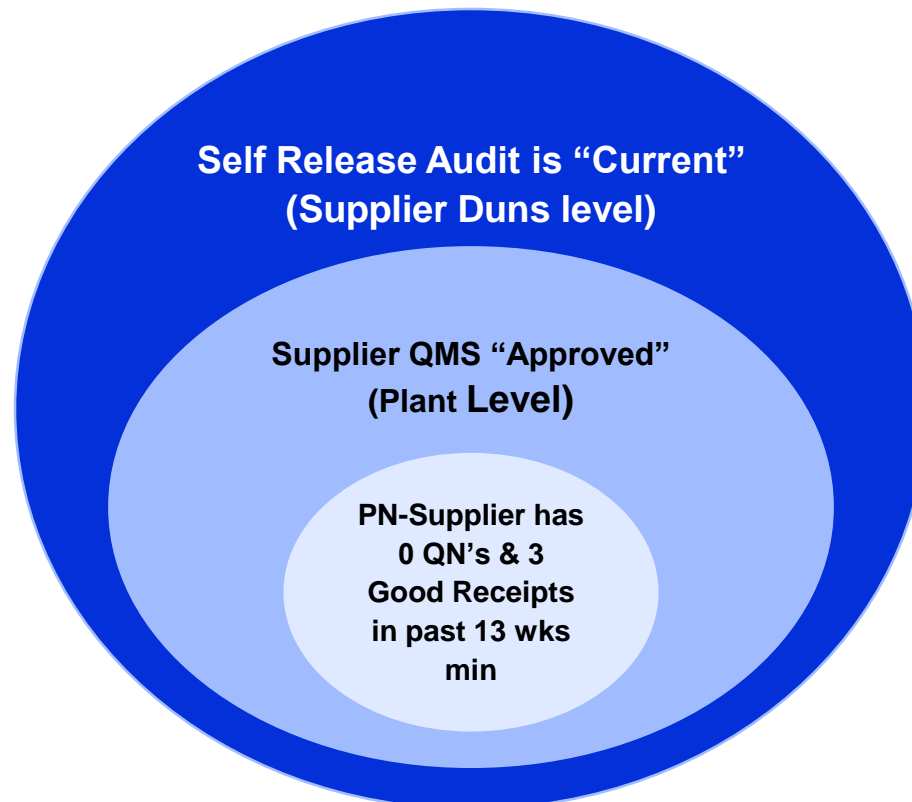 Self Release Audit is “Current”
(Supplier Duns level)
Supplier QMS “Approved”
(Plant Level)
PN-Supplier has
0 QN’s & 3
Good Receipts
in past 13 wks
min